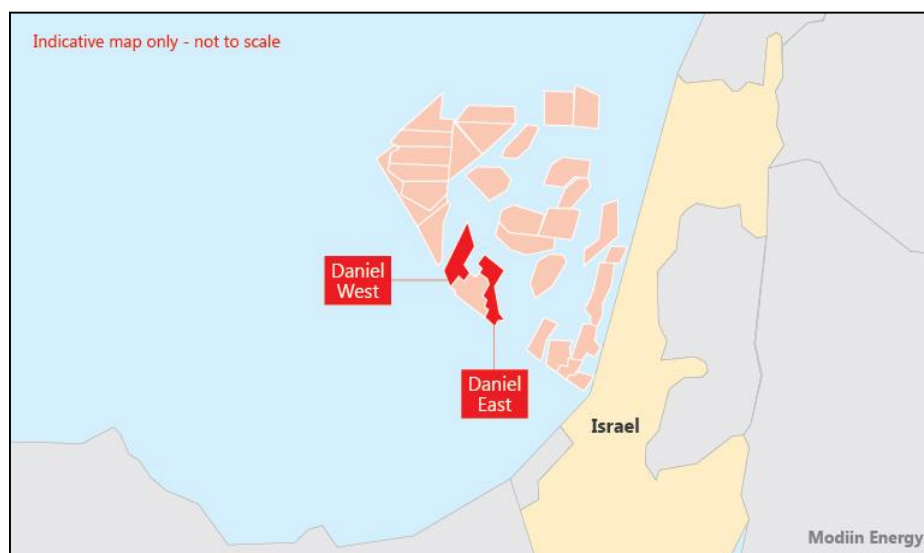 Indicative map only - not to scale
Daniel
West
Daniel
East
Israel
Modiin Energy